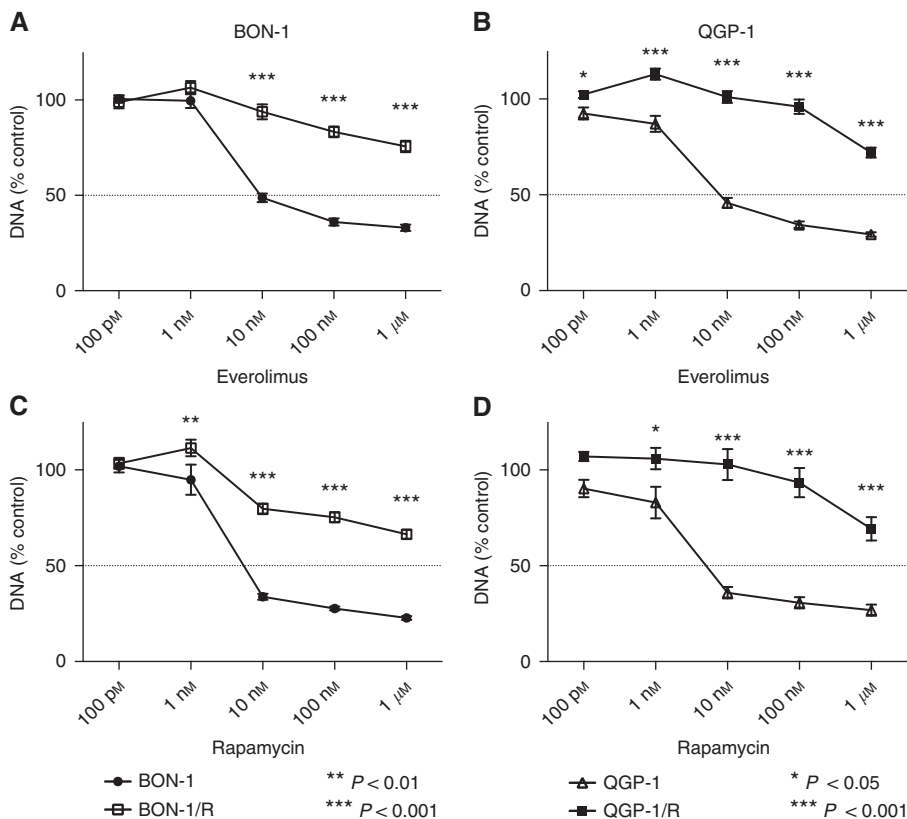 A
BON-1
***
***
***
100
50
0
DNA (% control)
100 pM
1 nM
10 nM
100 nM
1 µM
Everolimus
B
QGP-1
*
***
***
***
***
100
50
0
DNA (% control)
100 pM
1 nM
10 nM
100 nM
1 µM
Everolimus
C
**
***
***
***
100
50
0
DNA (% control)
100 pM
1 nM
10 nM
100 nM
1 µM
Rapamycin
D
*
***
***
***
100
50
0
DNA (% control)
100 pM
1 nM
10 nM
100 nM
1 µM
Rapamycin
BON-1
BON-1/R
** P < 0.01
*** P < 0.001
QGP-1
QGP-1/R
* P < 0.05
*** P < 0.001